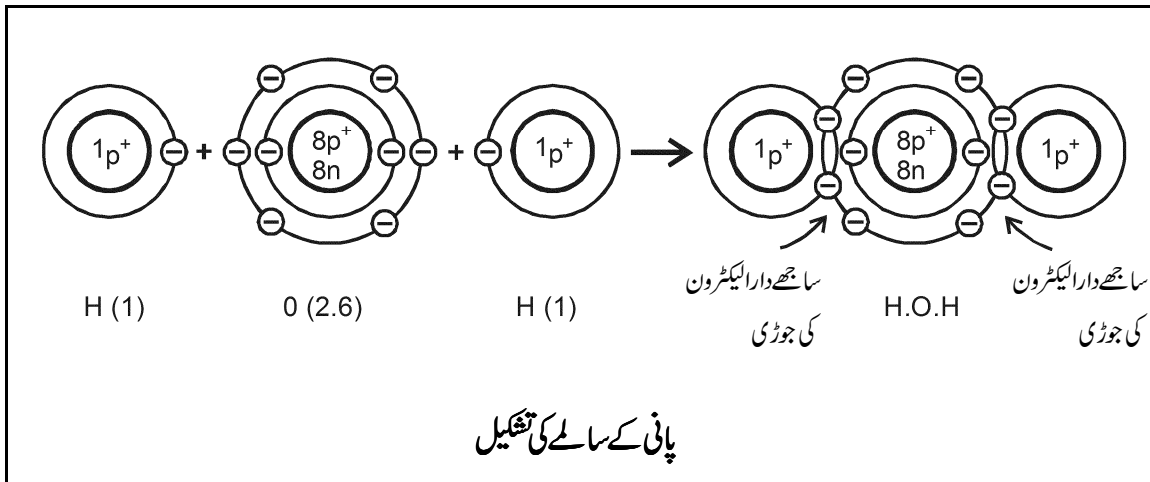 1p+ + 8p+ 8n + 1p+ → 1p+ 8p+ 8n 1p+
ساجھے دار الیکٹرون ساجھے دار الیکٹرون
H (1) 0 (2.6) H (1) H.O.H
کی جوڑی کی جوڑی
پانی کے سالمے کی تشکیل